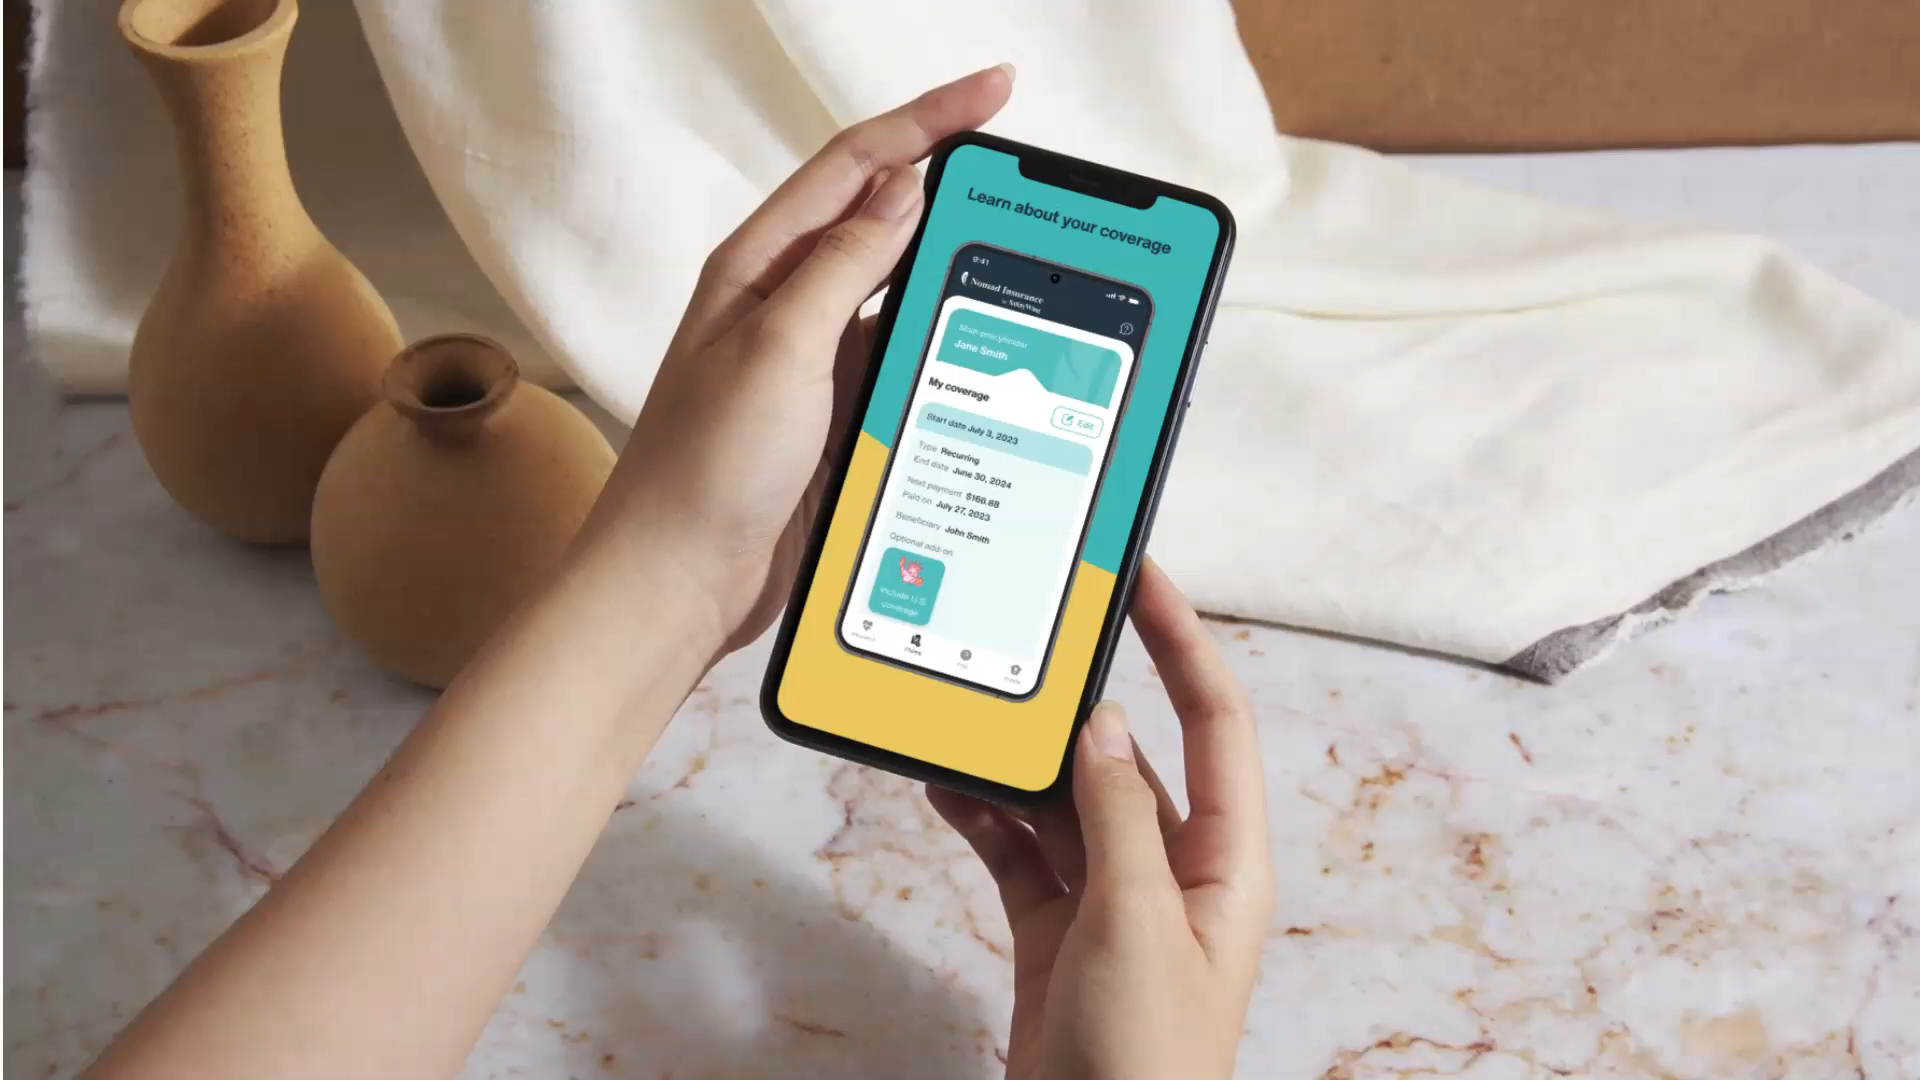 Learn about your coverage
9:41
Nomad Insurance
by SafetyWing
Main policyholder
Jane Smith
My coverage
Edit
Start date July 3, 2023
Type Recurring
End date June 30, 2024
Next payment $166.88
Paid on July 27, 2023
Beneficiary John Smith
Optional add-on
Include U.S.
coverage